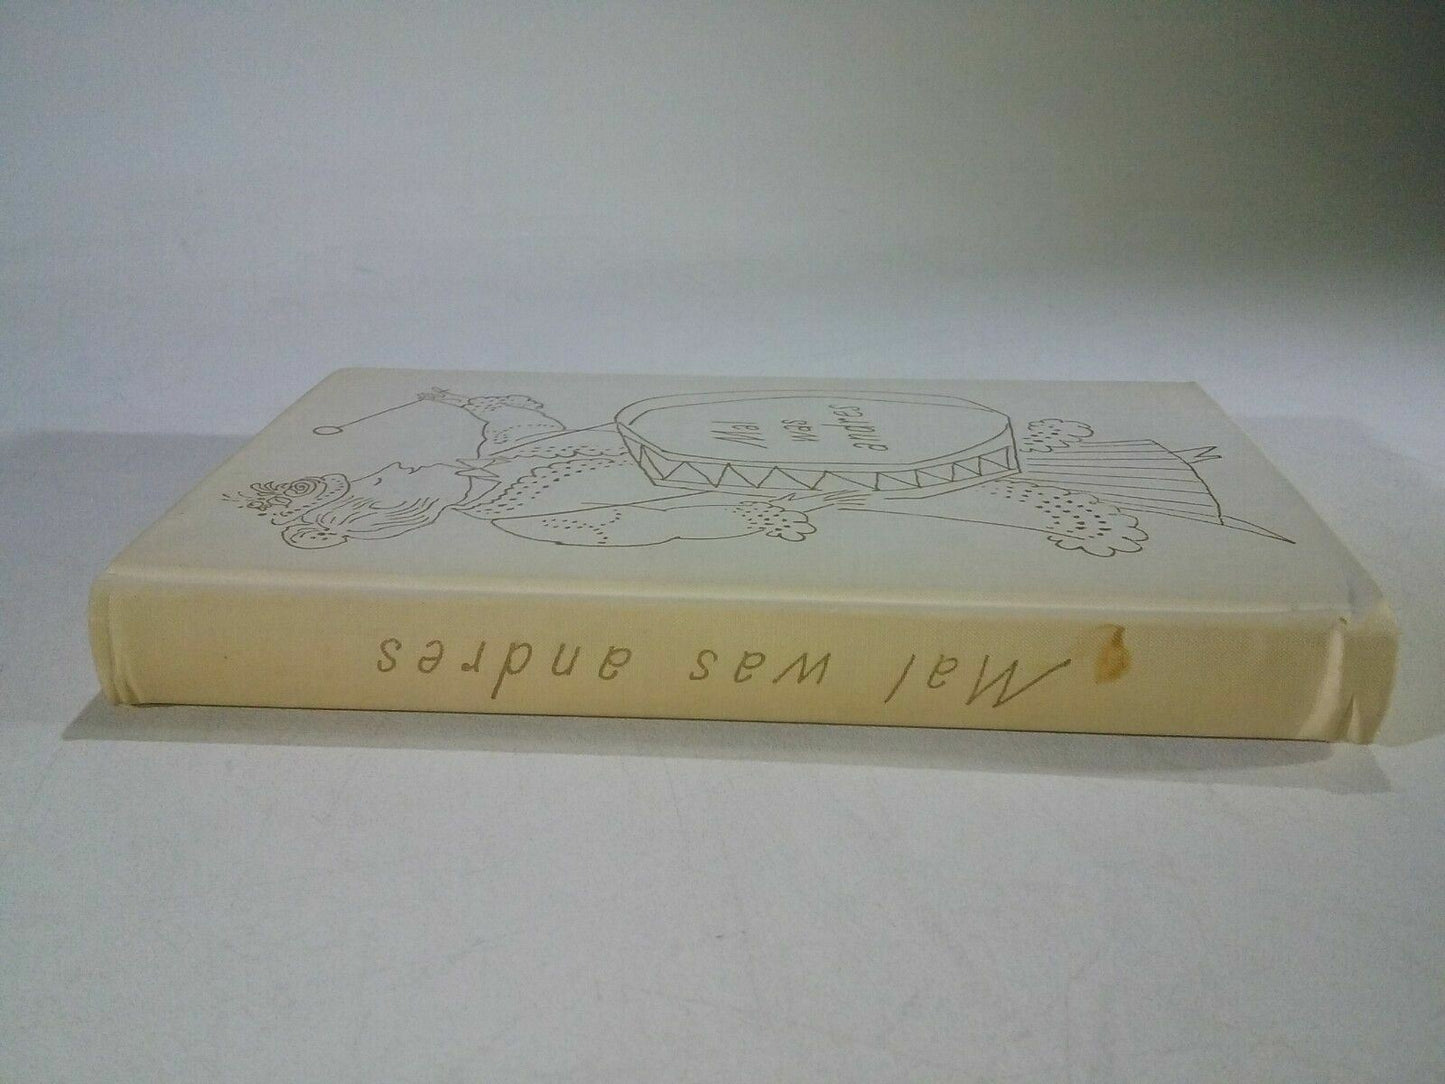 Mal
was
andres
Mal was andres